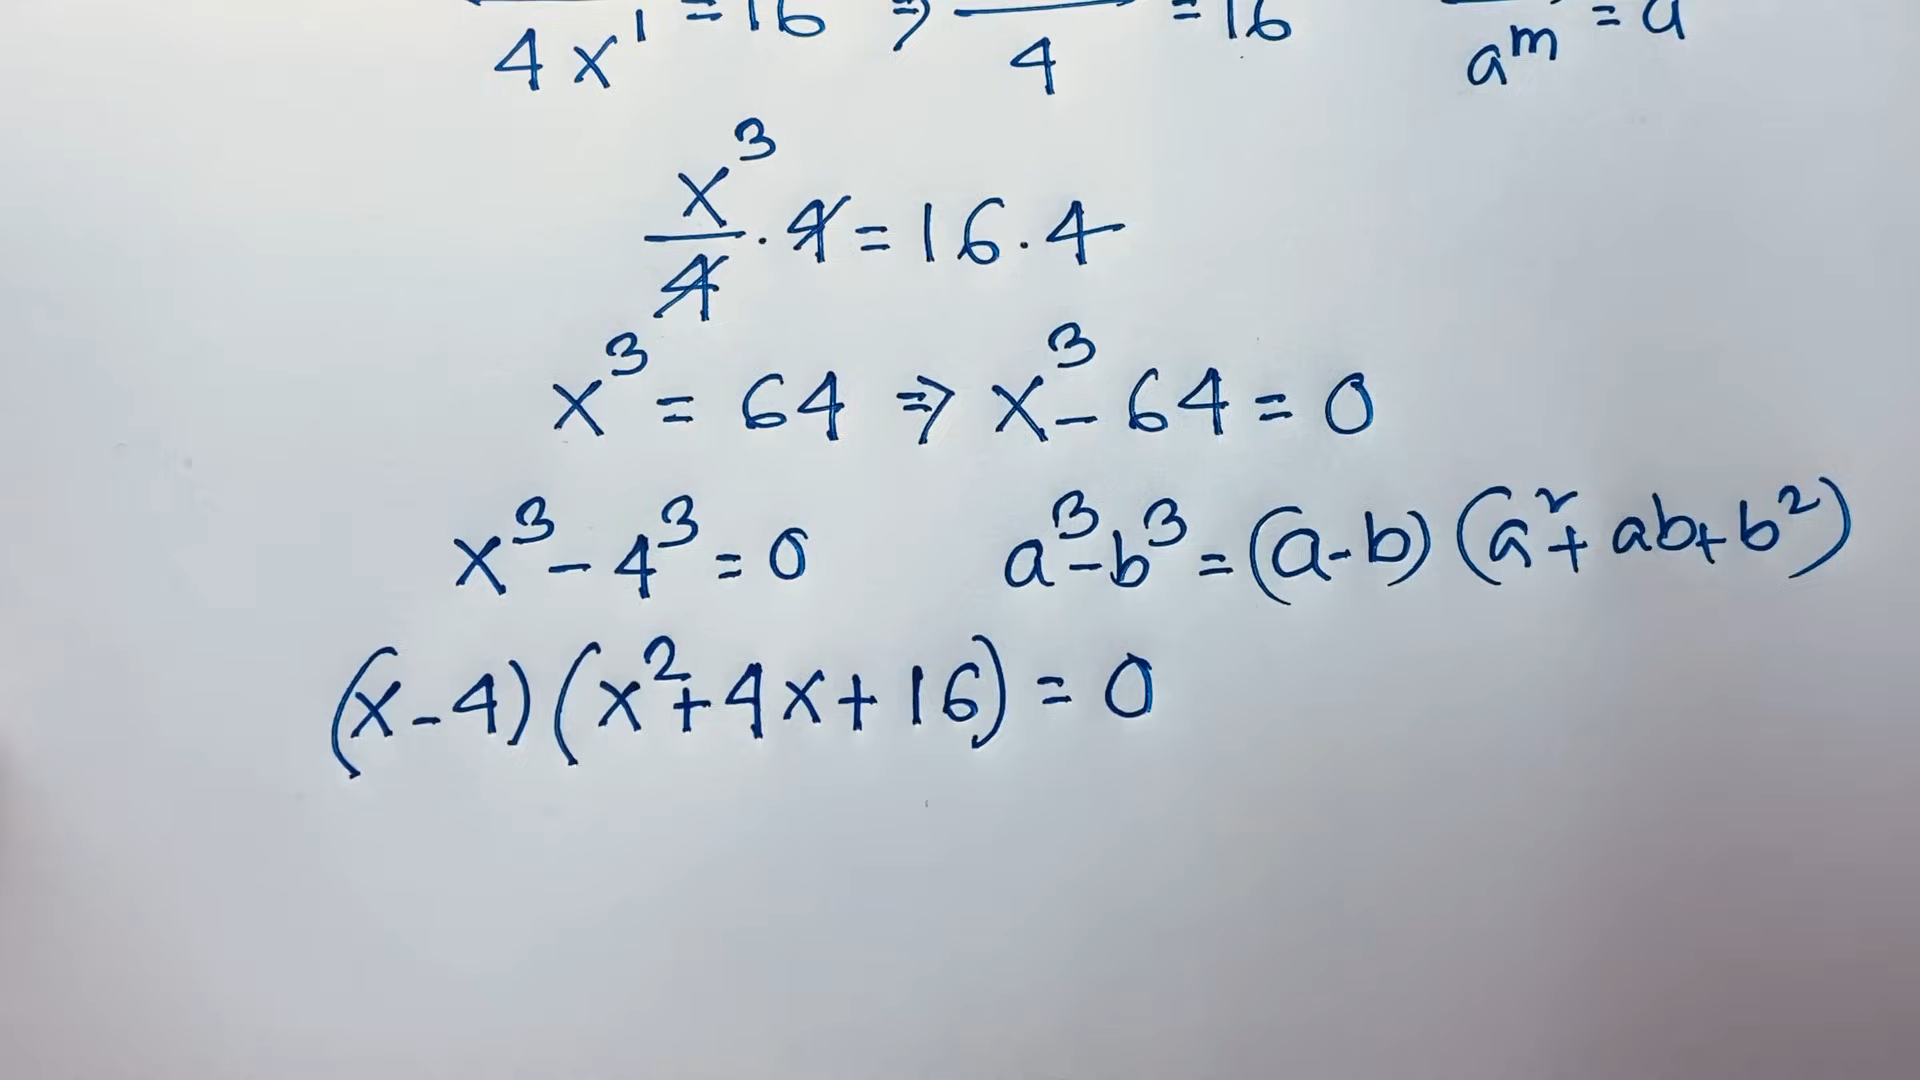 4x¹ = 16 ⇒ 4 = 16 aᵐ = a
x³/4 · 4 = 16 · 4
x³ = 64 ⇒ x³ - 64 = 0
x³ - 4³ = 0 a³ - b³ = (a - b) (a² + ab + b²)
(x - 4) (x² + 4x + 16) = 0